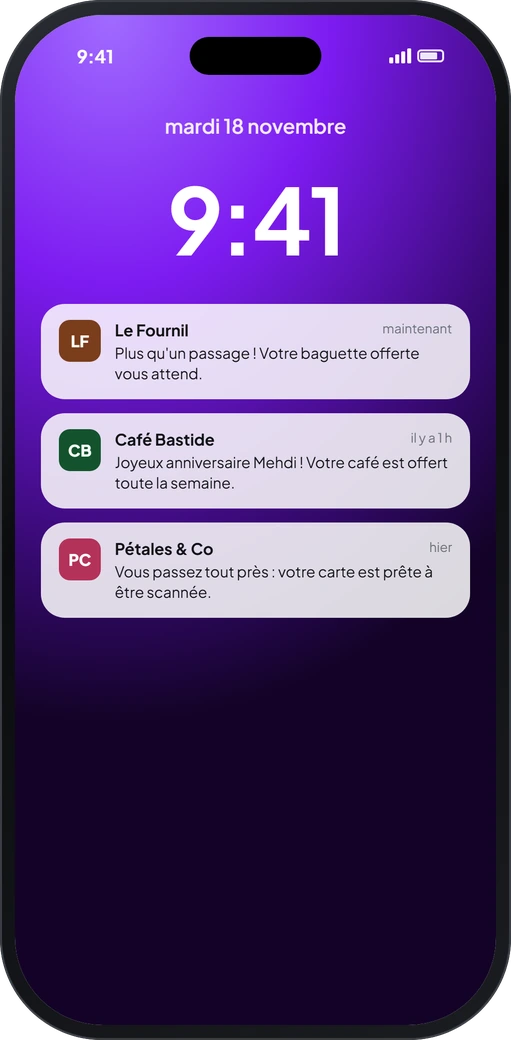 9:41
mardi 18 novembre
9:41
LF
Le Fournil
maintenant
Plus qu'un passage ! Votre baguette offerte
vous attend.
CB
Café Bastide
il y a 1 h
Joyeux anniversaire Mehdi ! Votre café est offert
toute la semaine.
PC
Pétales & Co
hier
Vous passez tout près : votre carte est prête à
être scannée.